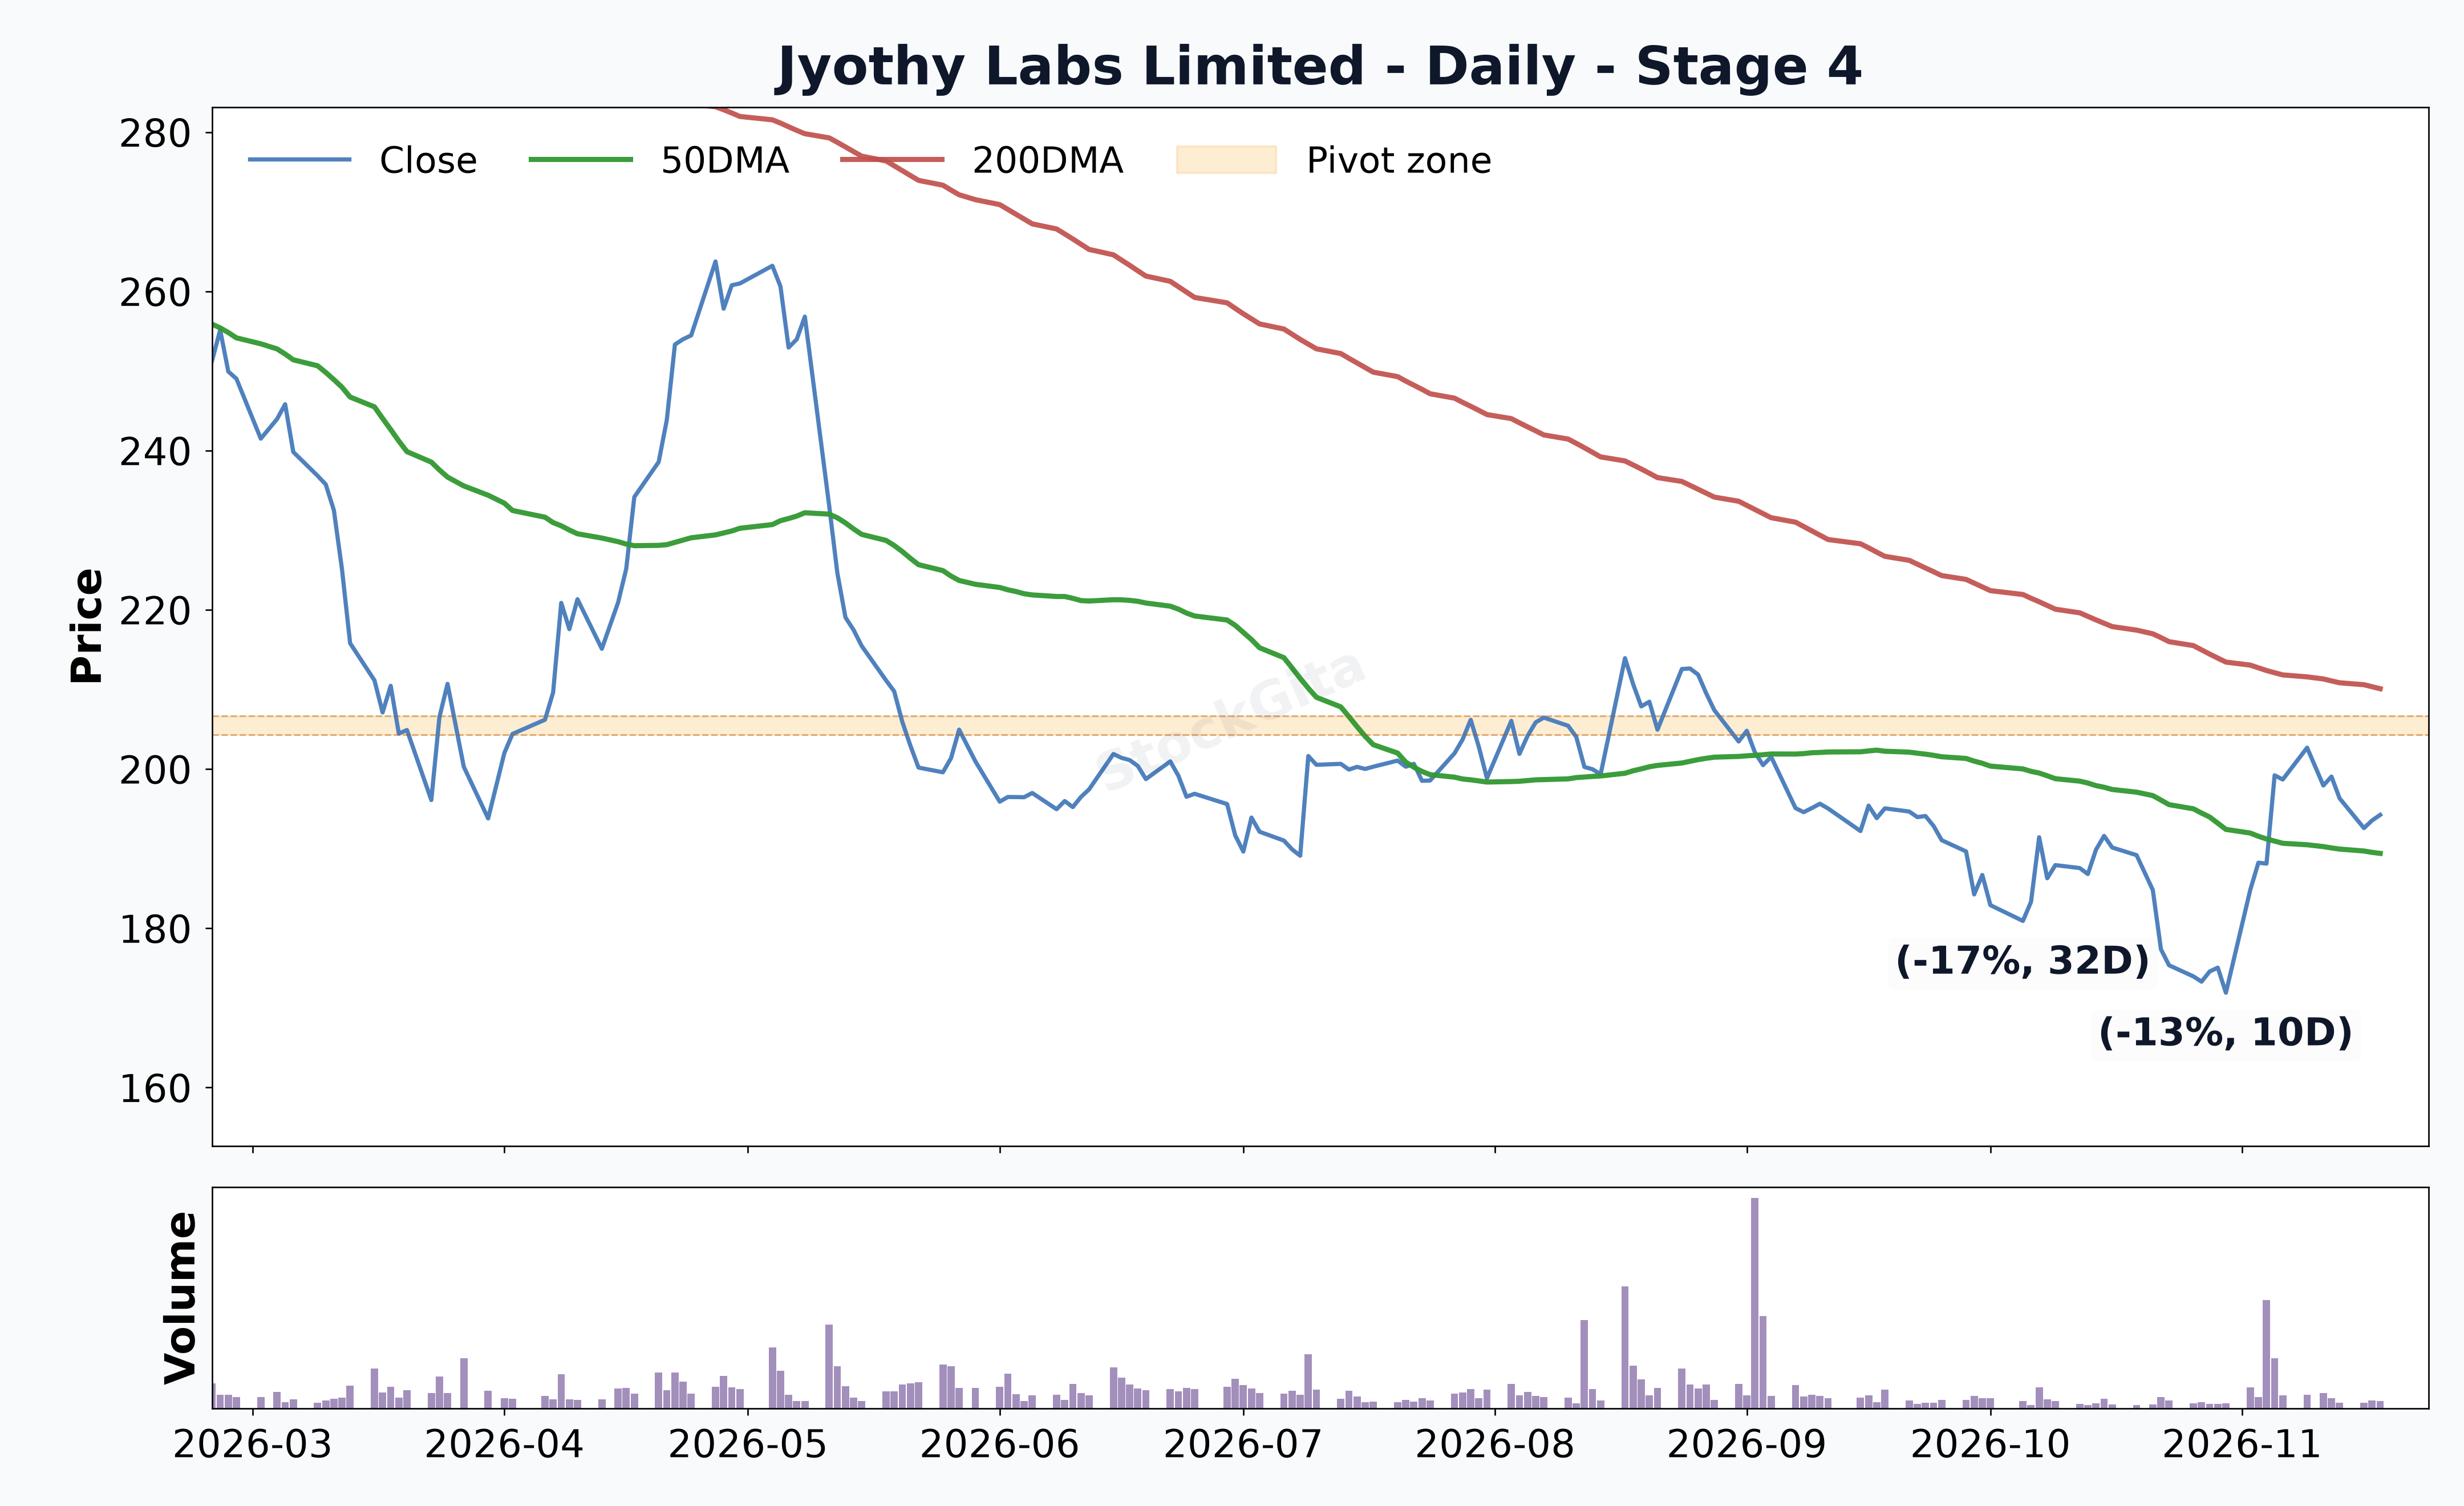 Jyothy Labs Limited - Daily - Stage 4
Close 50DMA 200DMA Pivot zone
Price
280
260
240
220
200
180
160
StockGita
(-17%, 32D)
(-13%, 10D)
Volume
2026-03 2026-04 2026-05 2026-06 2026-07 2026-08 2026-09 2026-10 2026-11